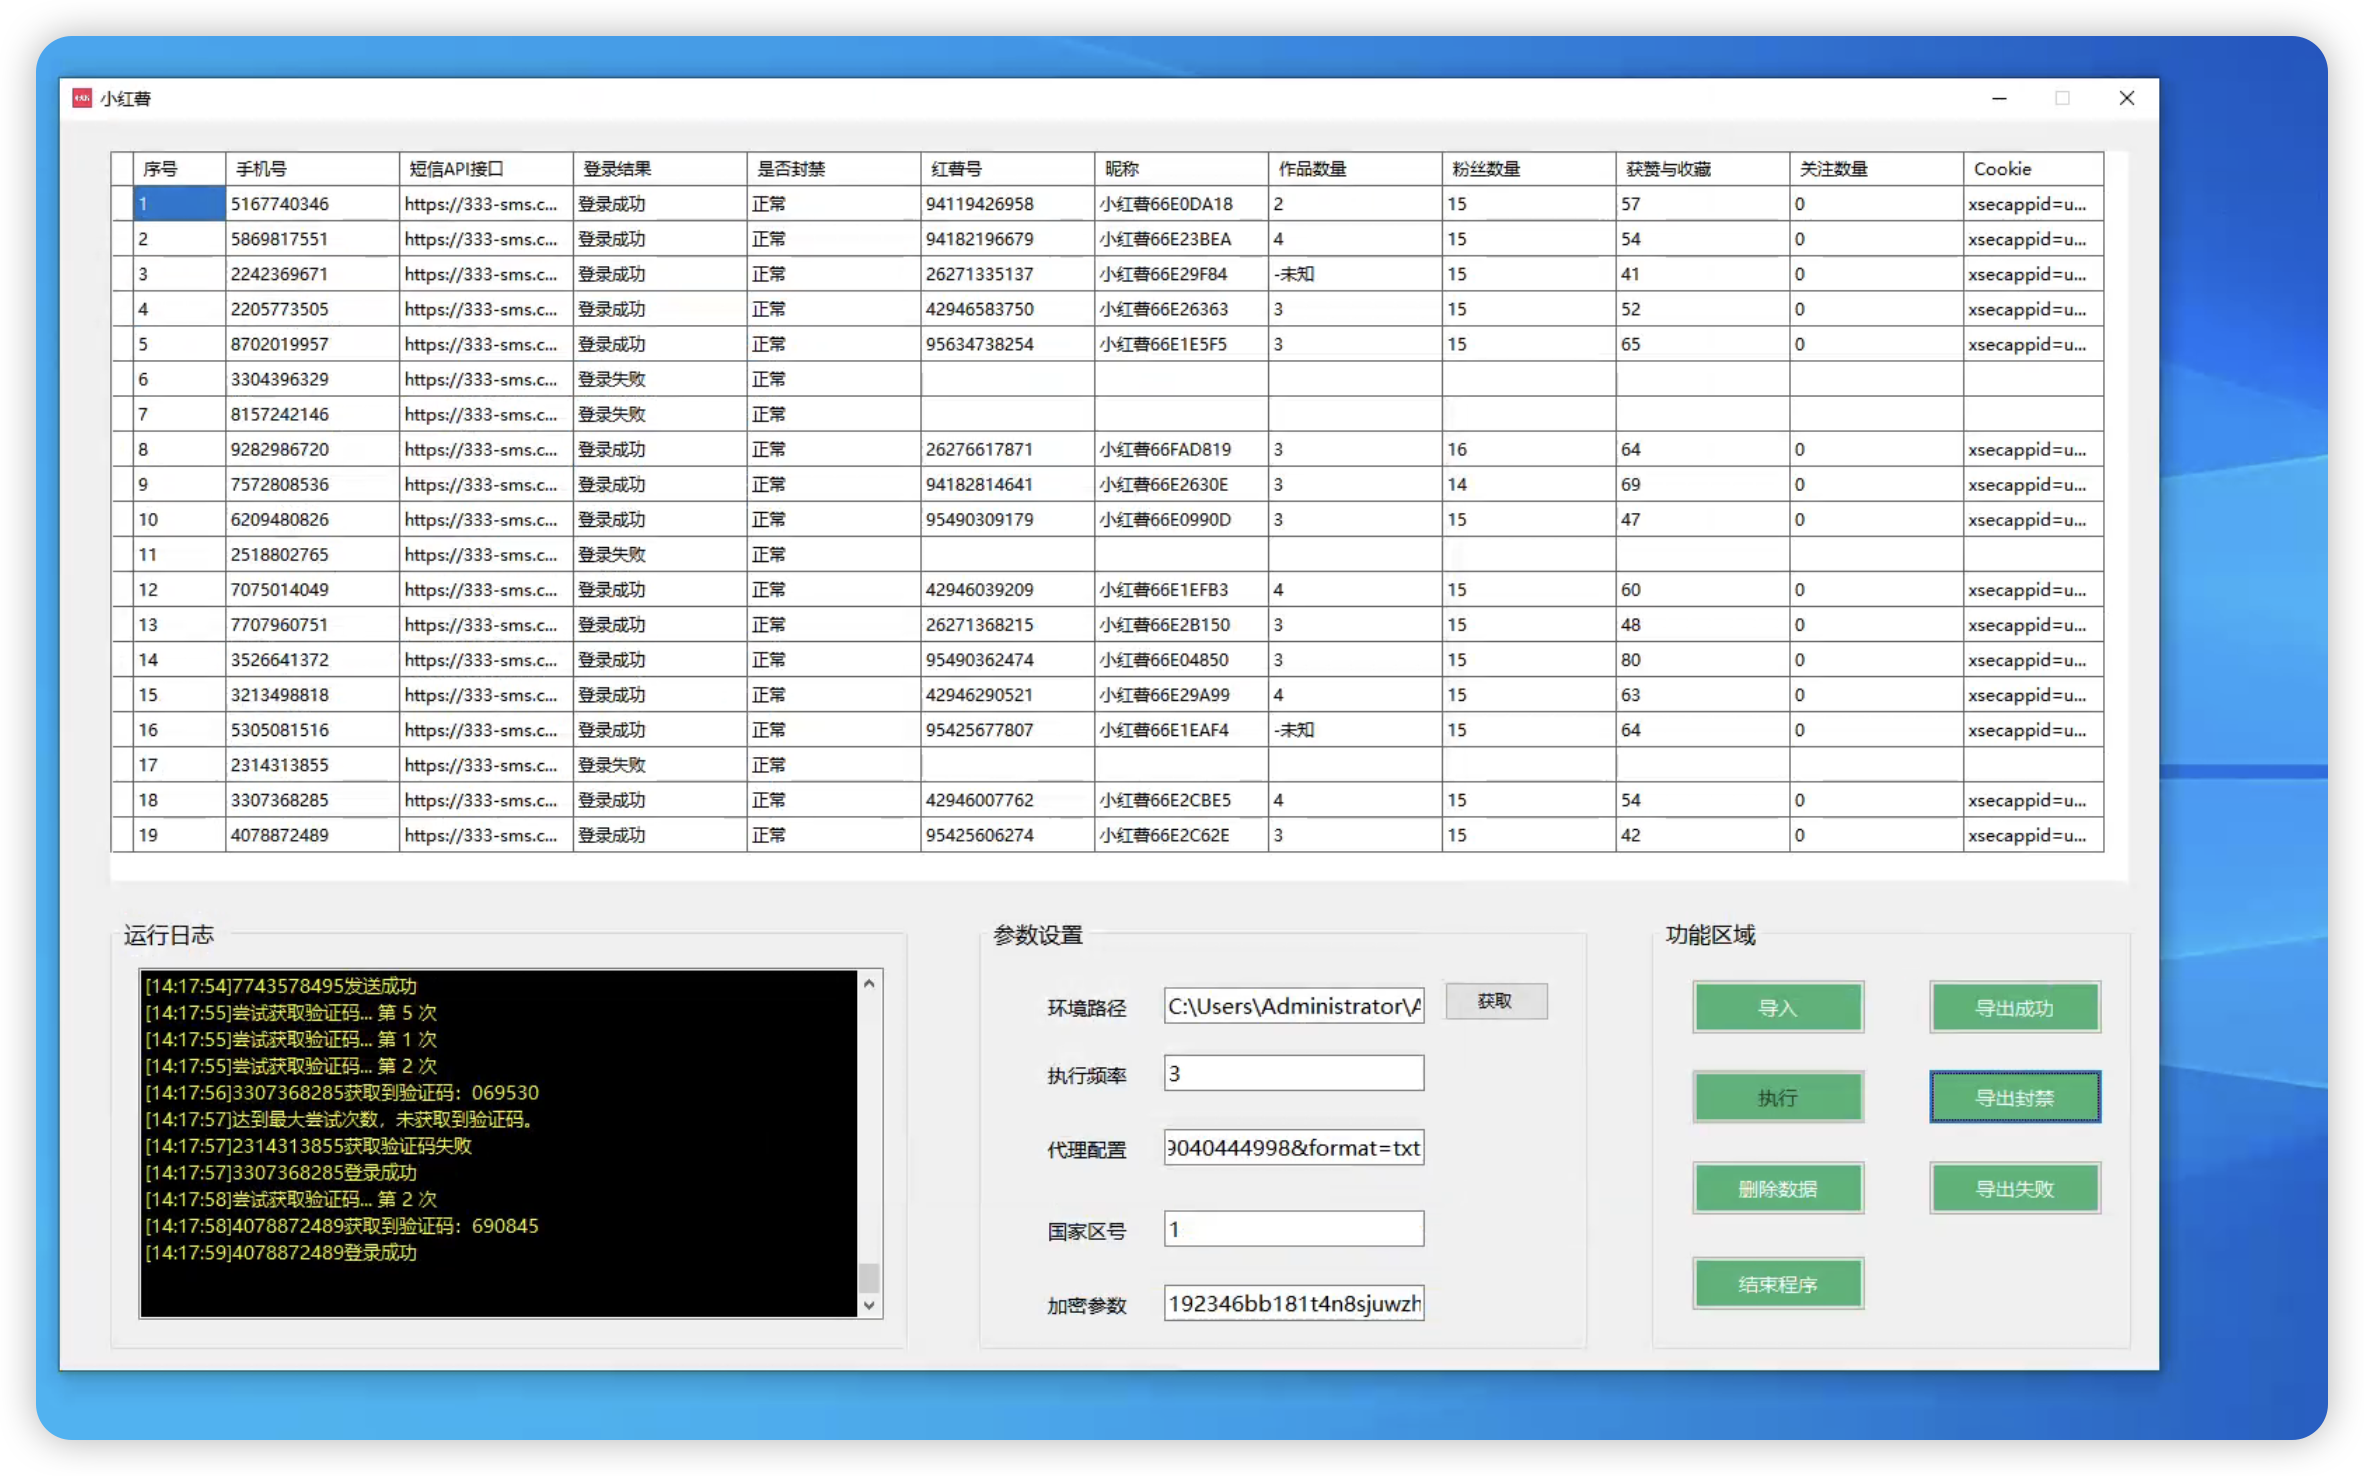 小红薯
序号 手机号 短信API接口 登录结果 是否封禁 红薯号 昵称 作品数量 粉丝数量 获赞与收藏 关注数量 Cookie
1 5167740346 https://333-sms.c... 登录成功 正常 94119426958 小红薯66E0DA18 2 15 57 0 xsecappid=u...
2 5869817551 https://333-sms.c... 登录成功 正常 94182196679 小红薯66E23BEA 4 15 54 0 xsecappid=u...
3 2242369671 https://333-sms.c... 登录成功 正常 26271335137 小红薯66E29F84 -未知 15 41 0 xsecappid=u...
4 2205773505 https://333-sms.c... 登录成功 正常 42946583750 小红薯66E26363 3 15 52 0 xsecappid=u...
5 8702019957 https://333-sms.c... 登录成功 正常 95634738254 小红薯66E1E5F5 3 15 65 0 xsecappid=u...
6 3304396329 https://333-sms.c... 登录失败 正常
7 8157242146 https://333-sms.c... 登录失败 正常
8 9282986720 https://333-sms.c... 登录成功 正常 26276617871 小红薯66FAD819 3 16 64 0 xsecappid=u...
9 7572808536 https://333-sms.c... 登录成功 正常 94182814641 小红薯66E2630E 3 14 69 0 xsecappid=u...
10 6209480826 https://333-sms.c... 登录成功 正常 95490309179 小红薯66E0990D 3 15 47 0 xsecappid=u...
11 2518802765 https://333-sms.c... 登录失败 正常
12 7075014049 https://333-sms.c... 登录成功 正常 42946039209 小红薯66E1EFB3 4 15 60 0 xsecappid=u...
13 7707960751 https://333-sms.c... 登录成功 正常 26271368215 小红薯66E2B150 3 15 48 0 xsecappid=u...
14 3526641372 https://333-sms.c... 登录成功 正常 95490362474 小红薯66E04850 3 15 80 0 xsecappid=u...
15 3213498818 https://333-sms.c... 登录成功 正常 42946290521 小红薯66E29A99 4 15 63 0 xsecappid=u...
16 5305081516 https://333-sms.c... 登录成功 正常 95425677807 小红薯66E1EAF4 -未知 15 64 0 xsecappid=u...
17 2314313855 https://333-sms.c... 登录失败 正常
18 3307368285 https://333-sms.c... 登录成功 正常 42946007762 小红薯66E2CBE5 4 15 54 0 xsecappid=u...
19 4078872489 https://333-sms.c... 登录成功 正常 95425606274 小红薯66E2C62E 3 15 42 0 xsecappid=u...
运行日志
[14:17:54]7743578495发送成功
[14:17:55]尝试获取验证码... 第 5 次
[14:17:55]尝试获取验证码... 第 1 次
[14:17:55]尝试获取验证码... 第 2 次
[14:17:56]3307368285获取到验证码：069530
[14:17:57]达到最大尝试次数，未获取到验证码。
[14:17:57]2314313855获取验证码失败
[14:17:57]3307368285登录成功
[14:17:58]尝试获取验证码... 第 2 次
[14:17:58]4078872489获取到验证码：690845
[14:17:59]4078872489登录成功
参数设置
环境路径 C:\Users\Administrator\A 获取
执行频率 3
代理配置 9040444998&format=txt
国家区号 1
加密参数 192346bb181t4n8sjuwzh
功能区域
导入 导出成功
执行 导出封禁
删除数据 导出失败
结束程序